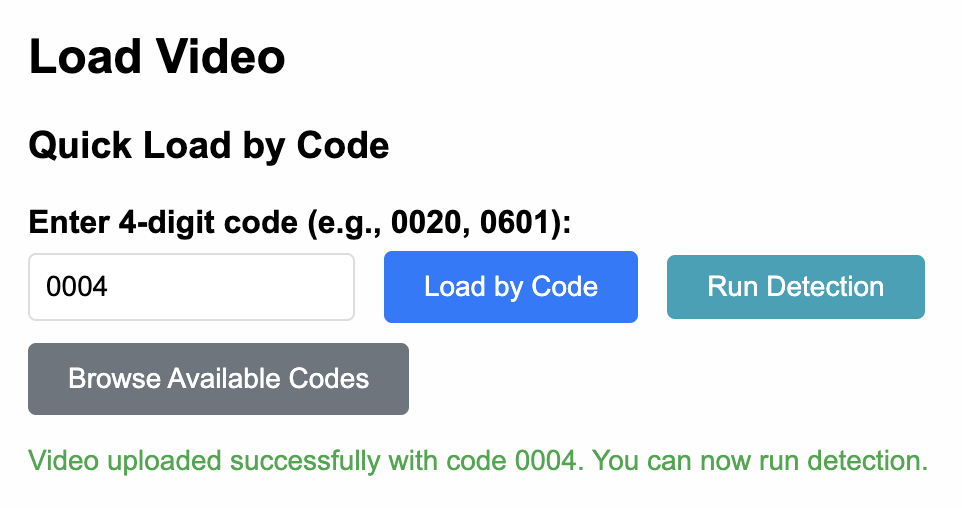 Load Video
Quick Load by Code
Enter 4-digit code (e.g., 0020, 0601):
0004 Load by Code Run Detection
Browse Available Codes
Video uploaded successfully with code 0004. You can now run detection.